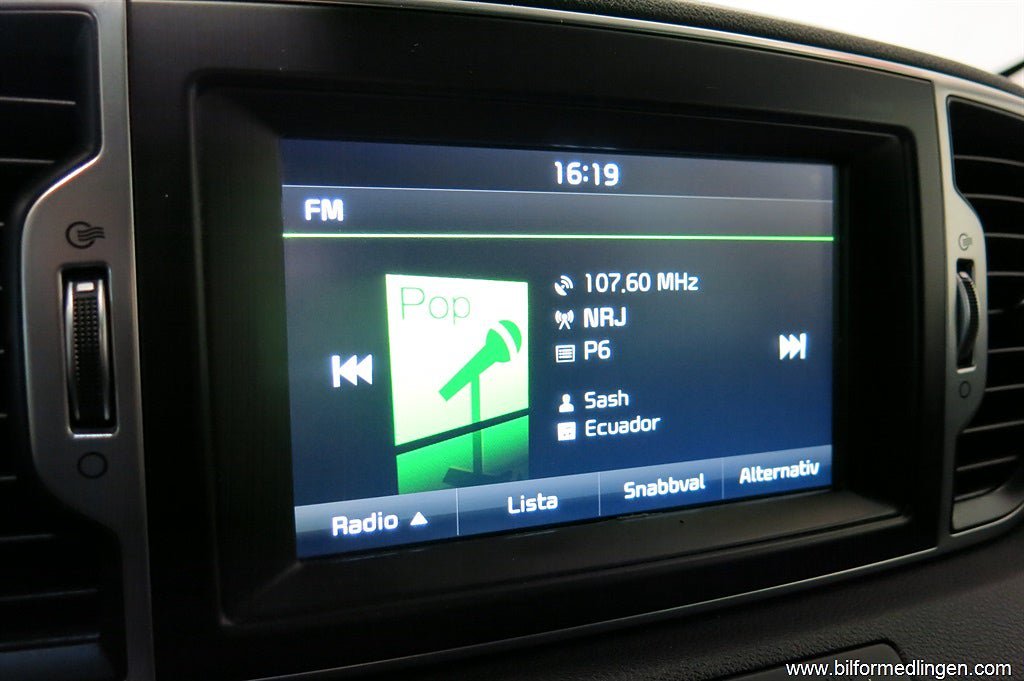 16:19
FM
Pop
107.60 MHz
NRJ
P6
Sash
Ecuador
Radio ▲ Lista Snabbval Alternativ
www.bilformedlingen.com